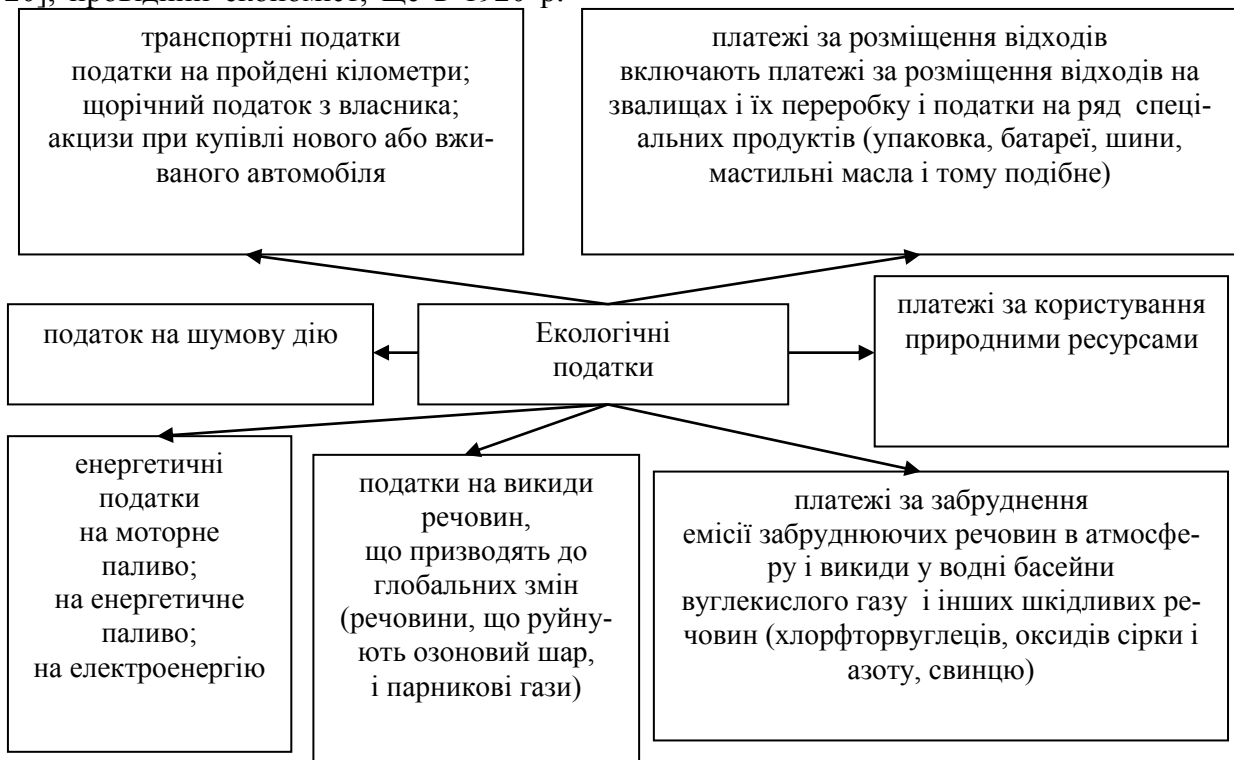 20], провідний економіст, ще в 1920 р.
транспортні податки
податки на пройдені кілометри;
щорічний податок з власника;
акцизи при купівлі нового або вжи-
ваного автомобіля
платежі за розміщення відходів
включають платежі за розміщення відходів на
звалищах і їх переробку і податки на ряд спеці-
альних продуктів (упаковка, батареї, шини,
мастильні масла і тому подібне)
податок на шумову дію
Екологічні
податки
платежі за користування
природними ресурсами
енергетичні
податки
на моторне
паливо;
на енергетичне
паливо;
на електроенергію
податки на викиди
речовин,
що призводять до
глобальних змін
(речовини, що руйну-
ють озоновий шар,
і парникові гази)
платежі за забруднення
емісії забруднюючих речовин в атмосфе-
ру і викиди у водні басейни
вуглекислого газу і інших шкідливих ре-
човин (хлорфторвуглеців, оксидів сірки і
азоту, свинцю)